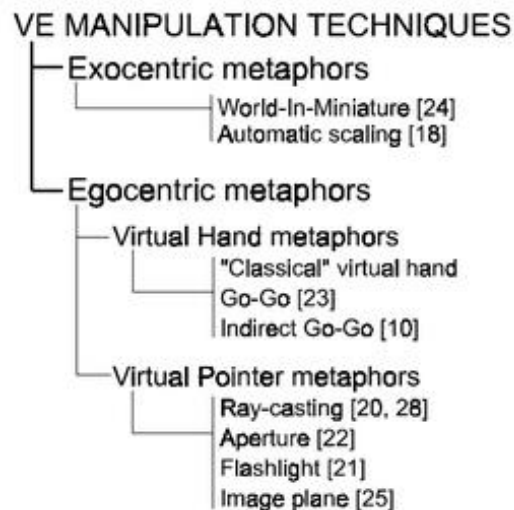 VE MANIPULATION TECHNIQUES
Exocentric metaphors
World-In-Miniature [24]
Automatic scaling [18]
Egocentric metaphors
Virtual Hand metaphors
"Classical" virtual hand
Go-Go [23]
Indirect Go-Go [10]
Virtual Pointer metaphors
Ray-casting [20, 28]
Aperture [22]
Flashlight [21]
Image plane [25]